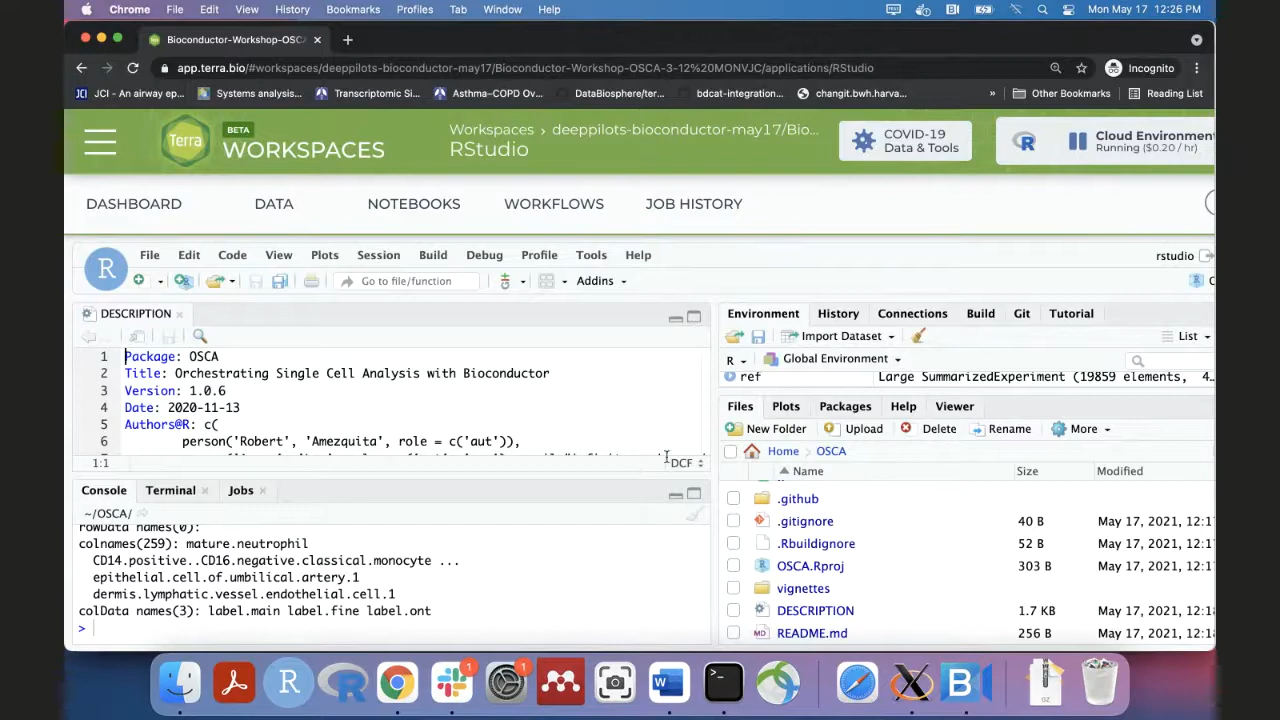 Chrome File Edit View History Bookmarks Profiles Tab Window Help Mon May 17 12:26 PM
Bioconductor-Workshop-OSCA
app.terra.bio/#workspaces/deeppilots-bioconductor-may17/Bioconductor-Workshop-OSCA-3-12%20MONVJC/applications/RStudio Incognito
JCI - An airway ep... Systems analysis... Transcriptomic Si... Asthma–COPD Ov... DataBiosphere/ter... bdcat-integration... changit.bwh.harva... » Other Bookmarks Reading List
Terra BETA WORKSPACES
Workspaces › deeppilots-bioconductor-may17/Bio...
RStudio
COVID-19
Data & Tools
Cloud Environment
Running ($0.20 / hr)
DASHBOARD DATA NOTEBOOKS WORKFLOWS JOB HISTORY
R File Edit Code View Plots Session Build Debug Profile Tools Help rstudio
Go to file/function Addins
DESCRIPTION
1 Package: OSCA
2 Title: Orchestrating Single Cell Analysis with Bioconductor
3 Version: 1.0.6
4 Date: 2020-11-13
5 Authors@R: c(
6 person('Robert', 'Amezquita', role = c('aut')),
1:1 DCF
Console Terminal Jobs
~/OSCA/
rowData names(0):
colnames(259): mature.neutrophil
CD14.positive..CD16.negative.classical.monocyte ...
epithelial.cell.of.umbilical.artery.1
dermis.lymphatic.vessel.endothelial.cell.1
colData names(3): label.main label.fine label.ont
>
Environment History Connections Build Git Tutorial
Import Dataset List
R Global Environment
ref Large SummarizedExperiment (19859 elements, 4..
Files Plots Packages Help Viewer
New Folder Upload Delete Rename More
Home OSCA
Name Size Modified
.github
.gitignore 40 B May 17, 2021, 12:1
.Rbuildignore 52 B May 17, 2021, 12:1
OSCA.Rproj 303 B May 17, 2021, 12:1
vignettes
DESCRIPTION 1.7 KB May 17, 2021, 12:1
README.md 256 B May 17, 2021, 12:1